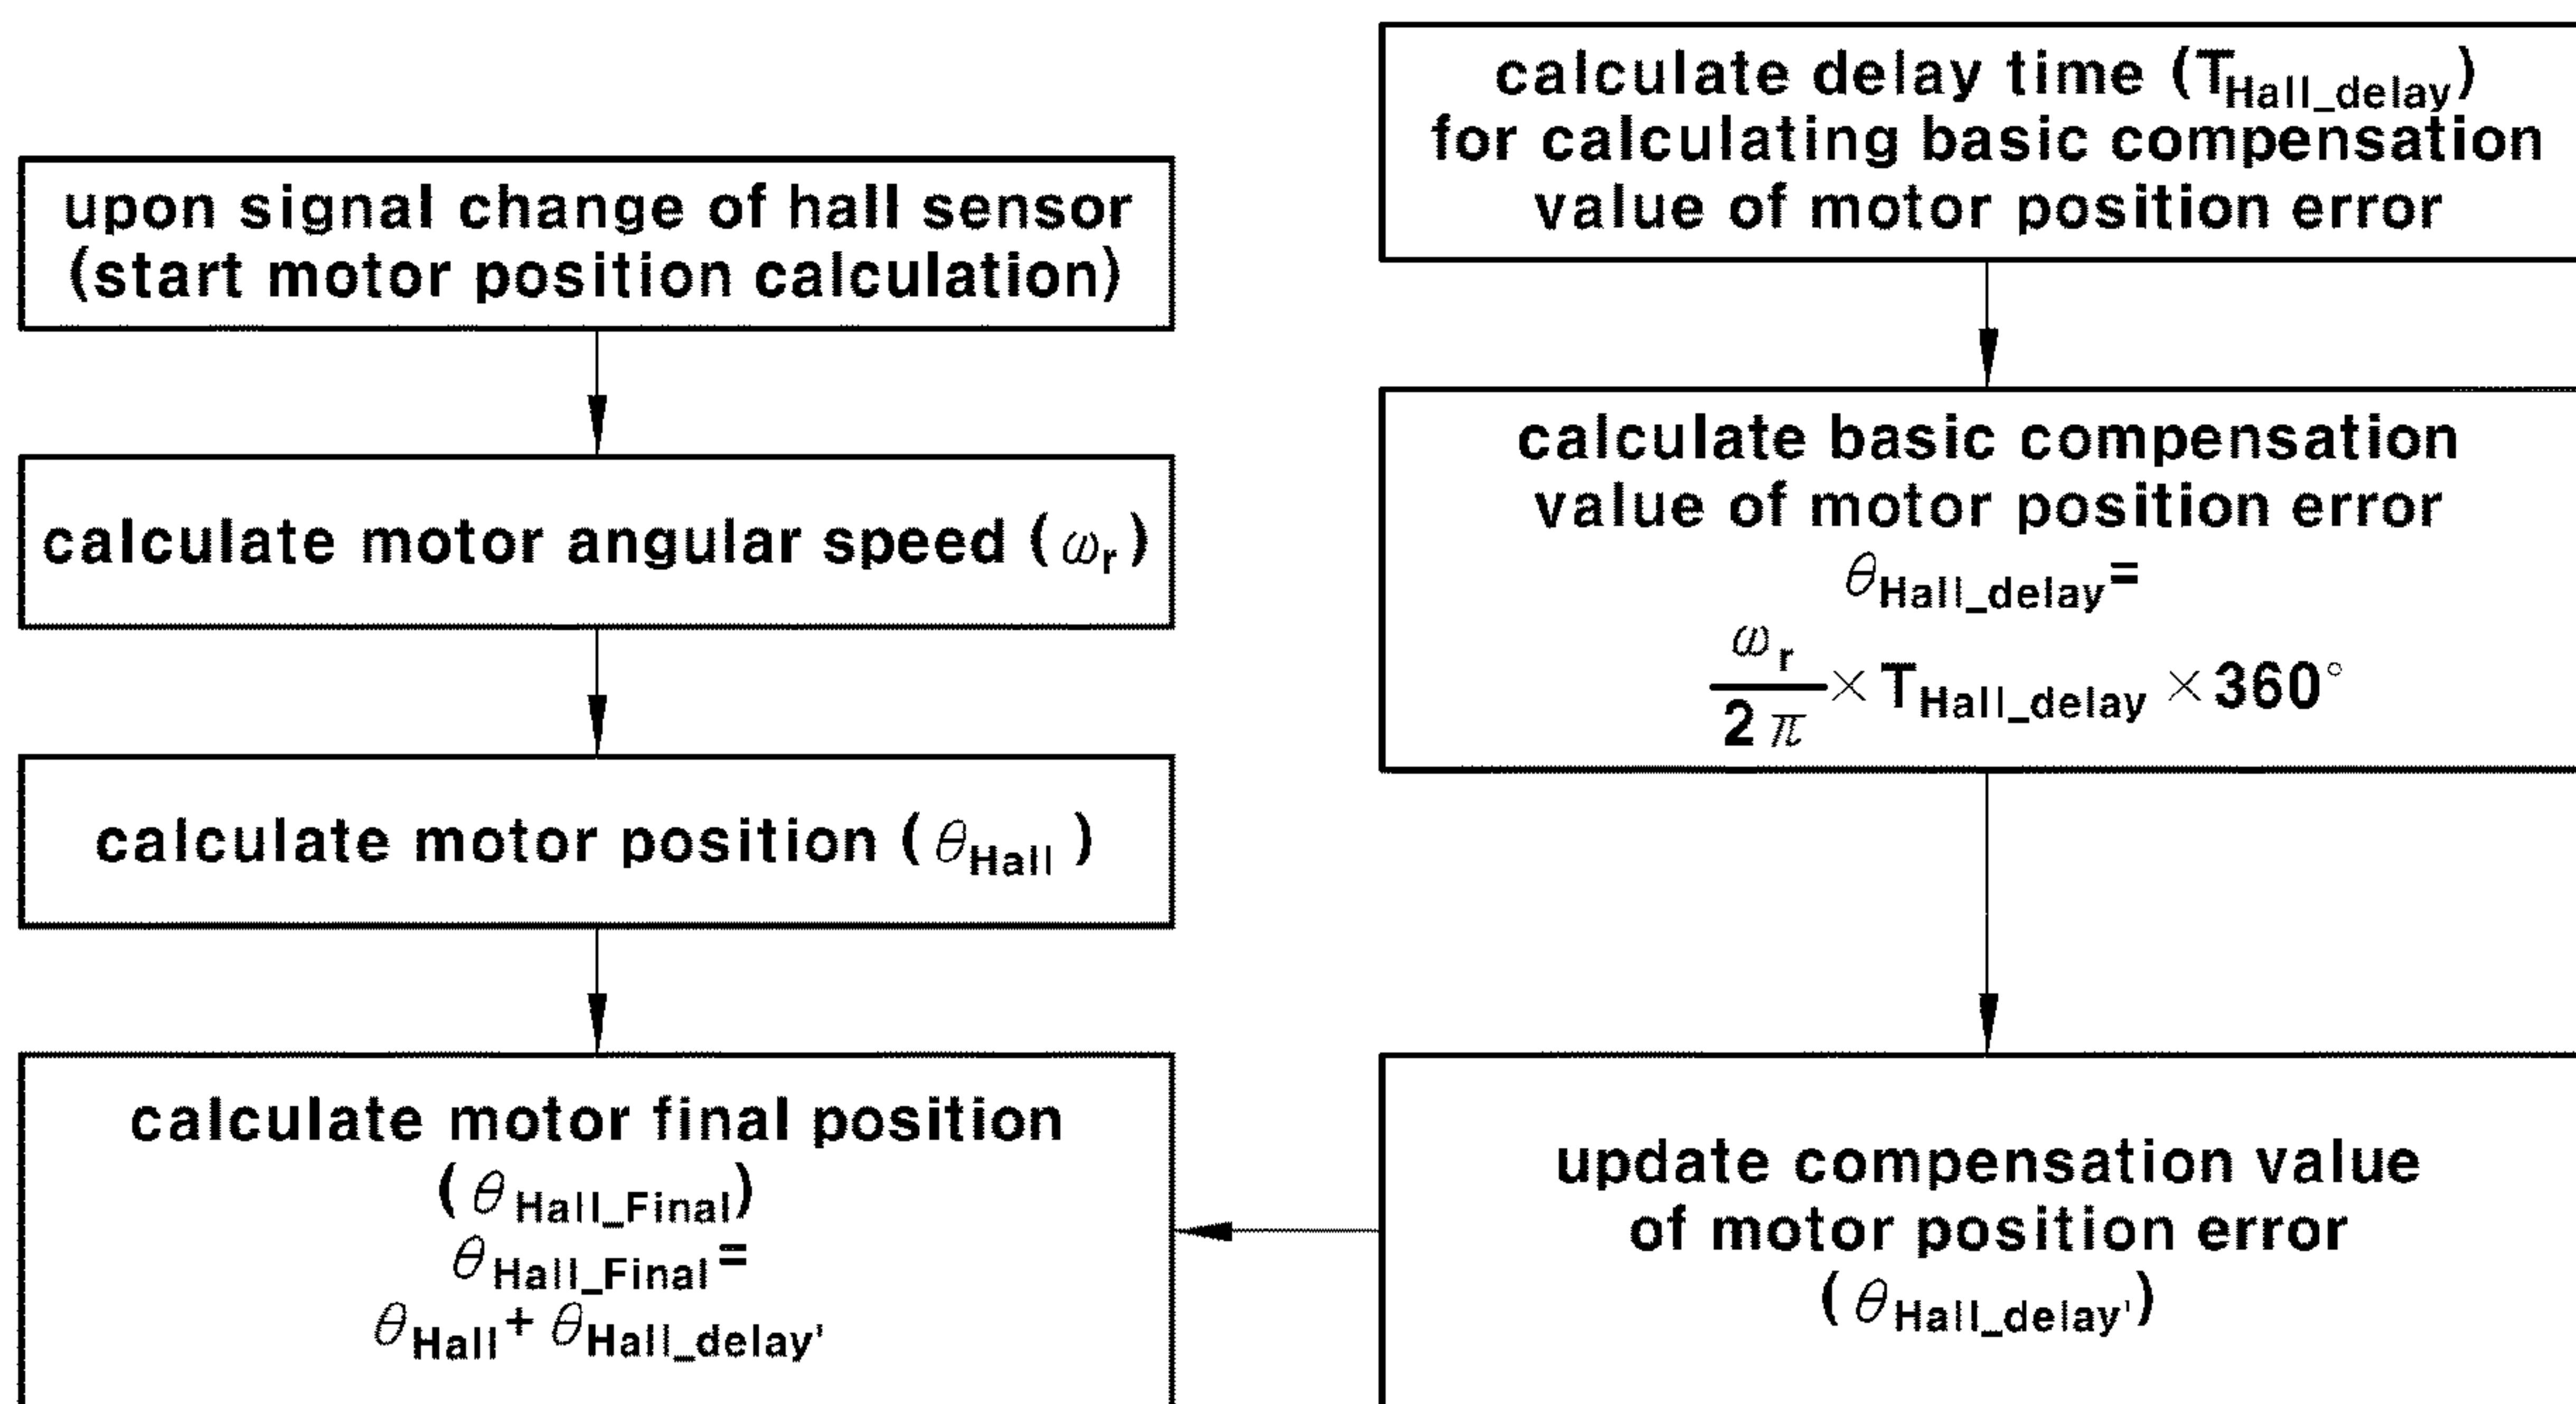 upon signal change of hall sensor
(start motor position calculation)
calculate motor angular speed (ωr)
calculate motor position (θHall)
calculate motor final position
(θHall_Final)
θHall_Final=
θHall+ θHall_delay'
calculate delay time (THall_delay)
for calculating basic compensation
value of motor position error
calculate basic compensation
value of motor position error
θHall_delay=
ωr
2π
× THall_delay × 360°
update compensation value
of motor position error
(θHall_delay')